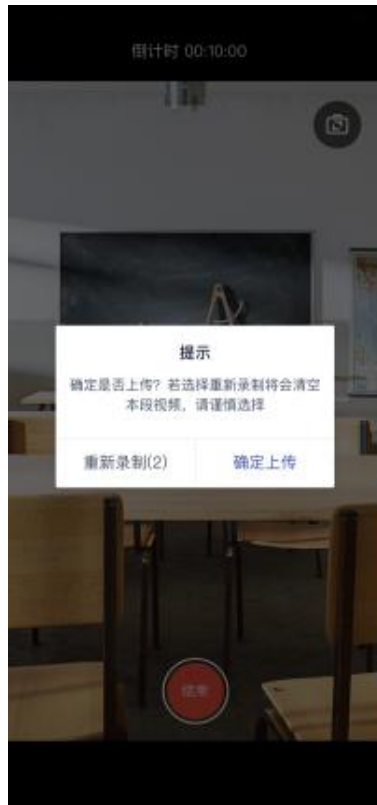 倒计时 00:10:00
提示
确定是否上传？若选择重新录制将会清空
本段视频，请谨慎选择
重新录制(2)
确定上传
结束